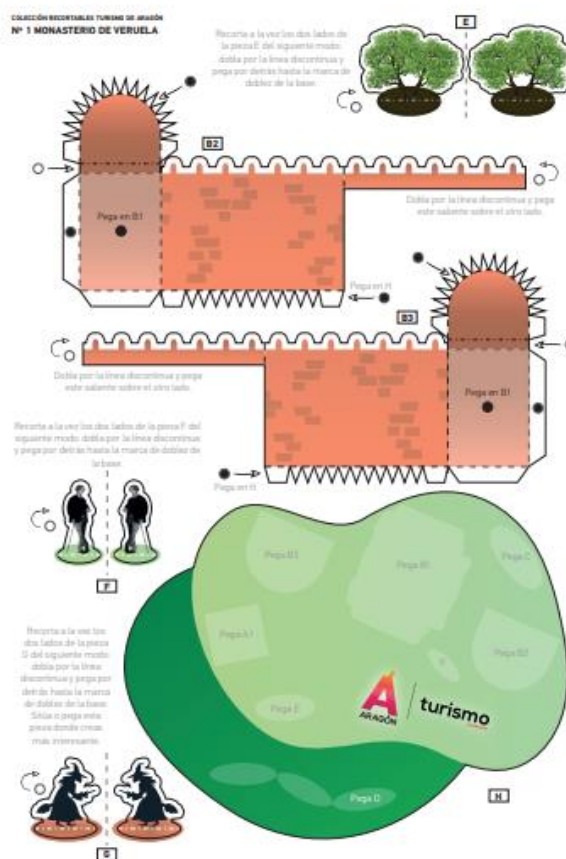 COLECCIÓN RECORTABLES TURISMO DE ARAGÓN
Nº 1 MONASTERIO DE VERUELA
Recorta a la vez los dos lados de
la pieza E del siguiente modo:
dobla por la línea discontinua y
pega por detrás hasta la marca de
doblez de la base.
E
B2
Dobla por la línea discontinua y pega
este saliente sobre el otro lado.
Pega en B1
Pega en H
B3
Dobla por la línea discontinua y pega
este saliente sobre el otro lado.
Pega en B1
Pega en H
Recorta a la vez los dos lados de la pieza F del
siguiente modo: dobla por la línea discontinua
y pega por detrás hasta la marca de doblez de
la base.
F
Pega B3
Pega B1
Pega C
Pega A1
Pega B2
F
Pega E
ARAGÓN
turismo
Pega D
H
Recorta a la vez los
dos lados de la pieza
G del siguiente modo:
dobla por la línea
discontinua y pega por
detrás hasta la marca
de doblez de la base.
Sitúa o pega esta
pieza donde creas
más interesante.
G